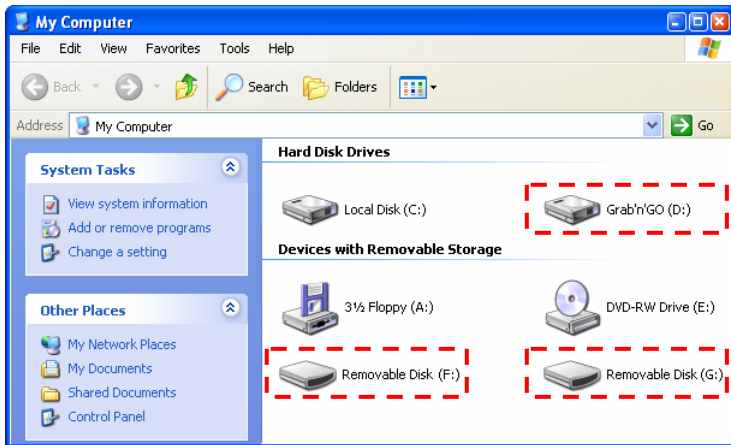 My Computer
File Edit View Favorites Tools Help
Back Search Folders
Address My Computer Go
System Tasks
View system information
Add or remove programs
Change a setting
Other Places
My Network Places
My Documents
Shared Documents
Control Panel
Hard Disk Drives
Local Disk (C:) Grab'n'GO (D:)
Devices with Removable Storage
3½ Floppy (A:) DVD-RW Drive (E:)
Removable Disk (F:) Removable Disk (G:)